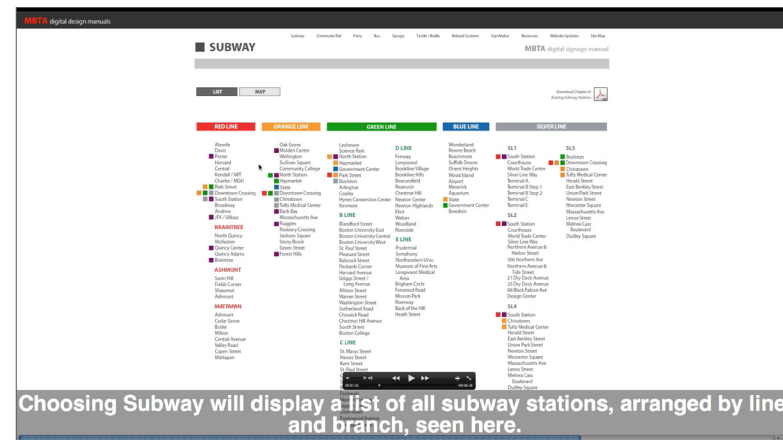 MBTA digital design manuals
Subway Commuter Rail Ferry Bus Garages Tactile / Braille Related Systems SignMaker Resources Website Updates Site Map
SUBWAY
MBTA digital signage manual
LIST MAP
Download Chapter 8:
Existing Subway Stations
RED LINE
Alewife
Davis
Porter
Harvard
Central
Kendall / MIT
Charles / MGH
Park Street
Downtown Crossing
South Station
Broadway
Andrew
JFK / UMass
BRAINTREE
North Quincy
Wollaston
Quincy Center
Quincy Adams
Braintree
ASHMONT
Savin Hill
Fields Corner
Shawmut
Ashmont
MATTAPAN
Ashmont
Cedar Grove
Butler
Milton
Central Avenue
Valley Road
Capen Street
Mattapan
ORANGE LINE
Oak Grove
Malden Center
Wellington
Sullivan Square
Community College
North Station
Haymarket
State
Downtown Crossing
Chinatown
Tufts Medical Center
Back Bay
Massachusetts Ave
Ruggles
Roxbury Crossing
Jackson Square
Stony Brook
Green Street
Forest Hills
GREEN LINE
Lechmere
Science Park
North Station
Haymarket
Government Center
Park Street
Boylston
Arlington
Copley
Hynes Convention Center
Kenmore
B LINE
Blandford Street
Boston University East
Boston University Central
Boston University West
St. Paul Street
Pleasant Street
Babcock Street
Packards Corner
Harvard Avenue
Griggs Street /
Long Avenue
Allston Street
Warren Street
Washington Street
Sutherland Road
Chiswick Road
Chestnut Hill Avenue
South Street
Boston College
C LINE
St. Marys Street
Hawes Street
Kent Street
St. Paul Street
D LINE
Fenway
Longwood
Brookline Village
Brookline Hills
Beaconsfield
Reservoir
Chestnut Hill
Newton Center
Newton Highlands
Eliot
Waban
Woodland
Riverside
E LINE
Prudential
Symphony
Northeastern Univ.
Museum of Fine Arts
Longwood Medical
Area
Brigham Circle
Fenwood Road
Mission Park
Riverway
Back of the Hill
Heath Street
BLUE LINE
Wonderland
Revere Beach
Beachmont
Suffolk Downs
Orient Heights
Wood Island
Airport
Maverick
Aquarium
State
Government Center
Bowdoin
SILVER LINE
SL1
South Station
Courthouse
World Trade Center
Silver Line Way
Terminal A
Terminal B Stop 1
Terminal B Stop 2
Terminal C
Terminal E
SL2
South Station
Courthouse
World Trade Center
Silver Line Way
Northern Avenue &
Harbor Street
306 Northern Ave
Northern Avenue &
Tide Street
21 Dry Dock Avenue
25 Dry Dock Avenue
88 Black Falcon Ave
Design Center
SL4
South Station
Chinatown
Tufts Medical Center
Herald Street
East Berkeley Street
Union Park Street
Newton Street
Worcester Square
Massachusetts Ave
Lenox Street
Melnea Cass
Boulevard
Dudley Square
SL5
Boylston
Downtown Crossing
Chinatown
Tufts Medical Center
Herald Street
East Berkeley Street
Union Park Street
Newton Street
Worcester Square
Massachusetts Ave
Lenox Street
Melnea Cass
Boulevard
Dudley Square
Choosing Subway will display a list of all subway stations, arranged by line
and branch, seen here.